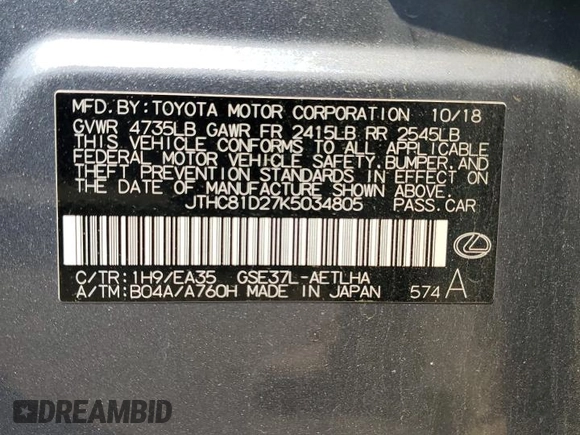 MFD. BY: TOYOTA MOTOR CORPORATION 10/18
GVWR 4735LB GAWR FR 2415LB RR 2545LB
THIS VEHICLE CONFORMS TO ALL APPLICABLE
FEDERAL MOTOR VEHICLE SAFETY, BUMPER, AND
THEFT PREVENTION STANDARDS IN EFFECT ON
THE DATE OF MANUFACTURE SHOWN ABOVE.
JTHC81D27K5034805 PASS. CAR
C/TR: 1H9/EA35 GSE37L-AETLHA
A/TM: B04A/A760H MADE IN JAPAN 574 A
DREAMBID